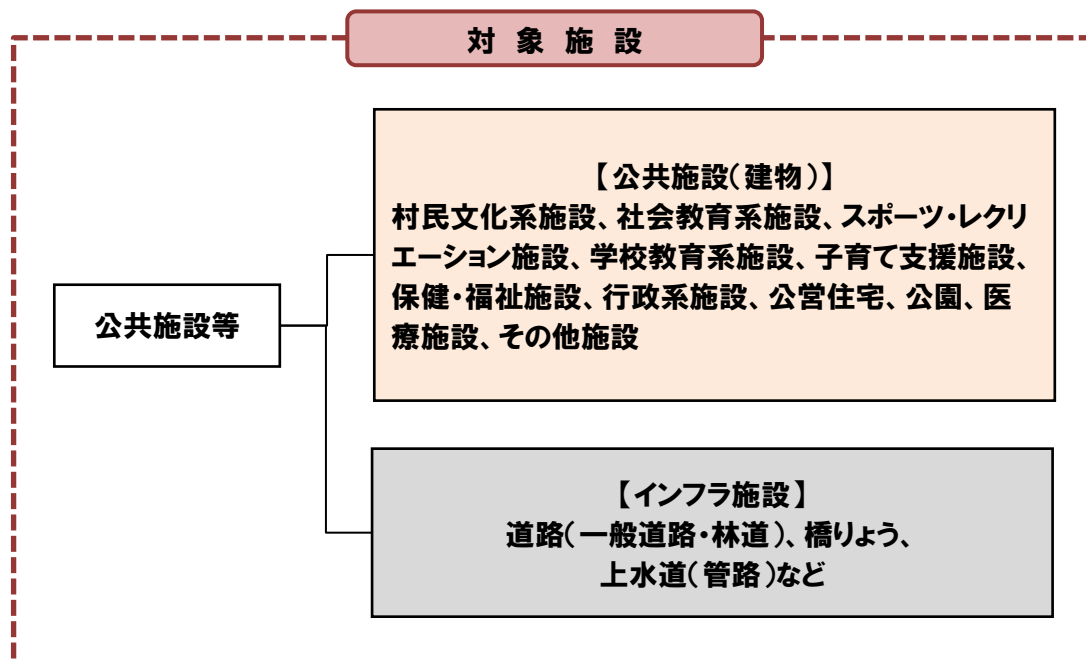 対象施設
【公共施設（建物）】
村民文化系施設、社会教育系施設、スポーツ・レクリ
エーション施設、学校教育系施設、子育て支援施設、
保健・福祉施設、行政系施設、公営住宅、公園、医
療施設、その他施設
公共施設等
【インフラ施設】
道路（一般道路・林道）、橋りょう、
上水道（管路）など